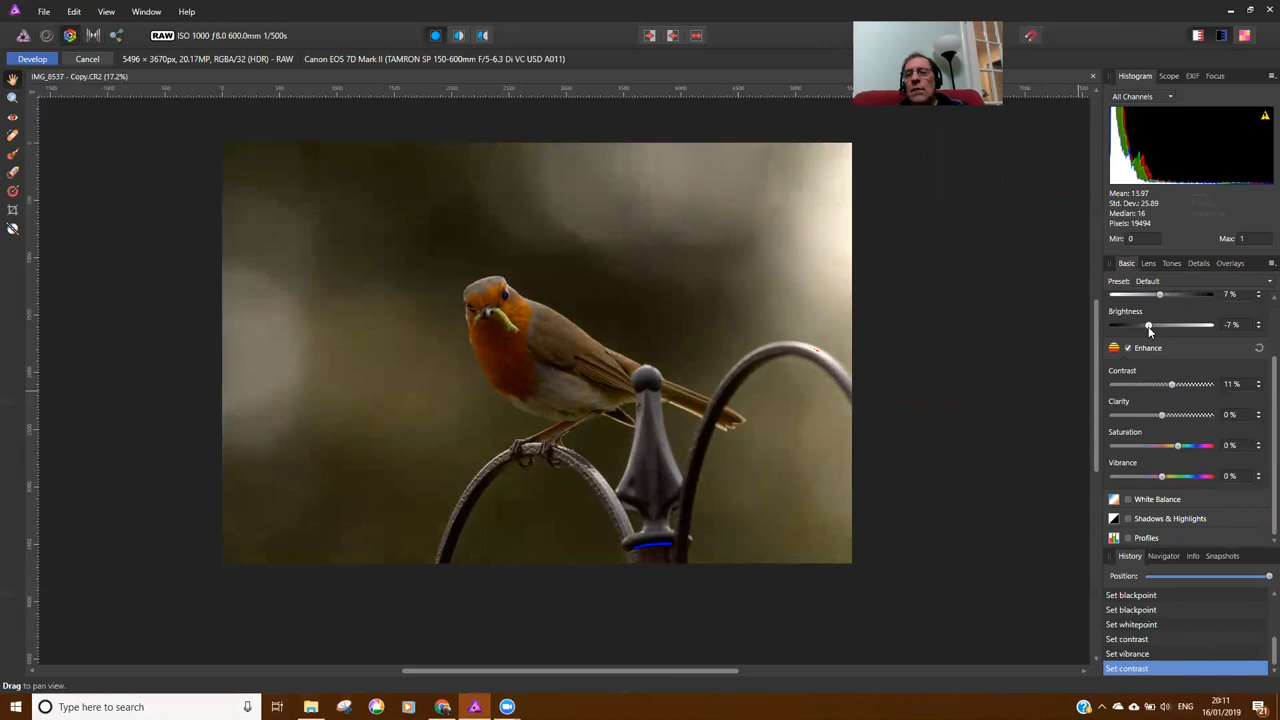 File Edit View Window Help
RAW ISO 1000 ƒ8.0 600.0mm 1/500s
Develop Cancel 5496 × 3670px, 20.17MP, RGBA/32 (HDR) - RAW Canon EOS 7D Mark II (TAMRON SP 150-600mm F/5-6.3 Di VC USD A011)
IMG_8537 - Copy.CR2 (17.2%)
Histogram Scope EXIF Focus
All Channels
Mean: 13.97
Std. Dev.: 25.89
Median: 16
Pixels: 19494
Min: 0 Max: 1
Basic Lens Tones Details Overlays
Preset: Default
7 %
Brightness
-7 %
Enhance
Contrast
11 %
Clarity
0 %
Saturation
0 %
Vibrance
0 %
White Balance
Shadows & Highlights
Profiles
History Navigator Info Snapshots
Position:
Set blackpoint
Set blackpoint
Set whitepoint
Set contrast
Set vibrance
Set contrast
Drag to pan view.
Type here to search
ENG 20:11
16/01/2019
21